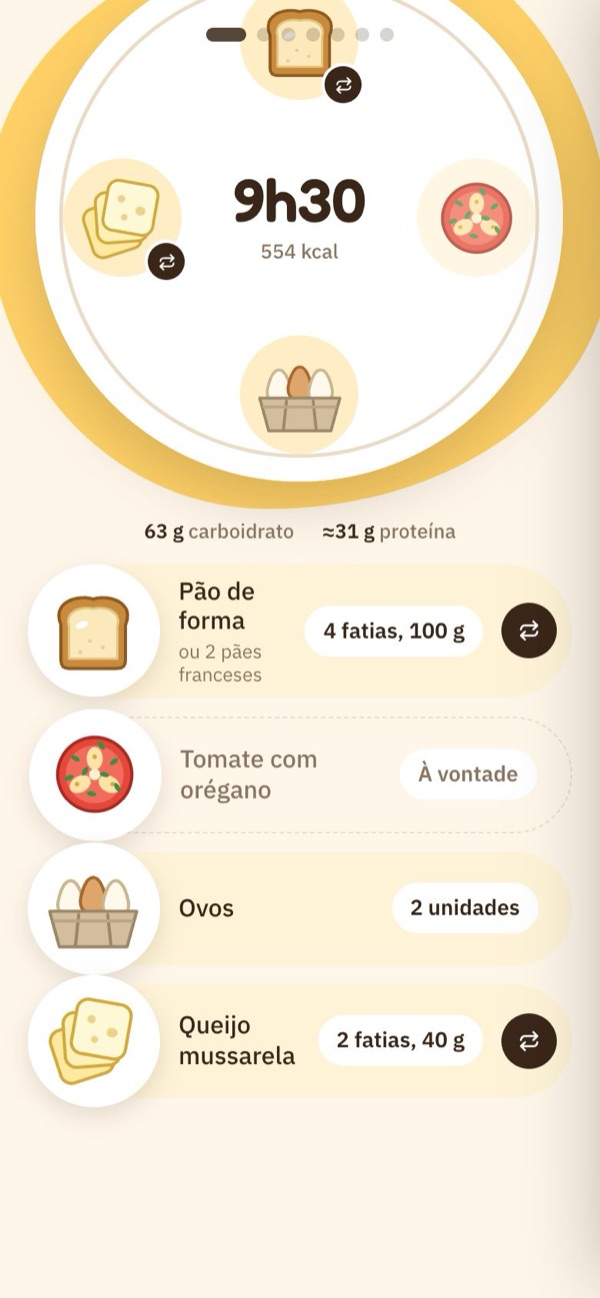 9h30
554 kcal
63 g carboidrato ≈31 g proteína
Pão de
forma
ou 2 pães
franceses
4 fatias, 100 g
Tomate com
orégano
À vontade
Ovos
2 unidades
Queijo
mussarela
2 fatias, 40 g